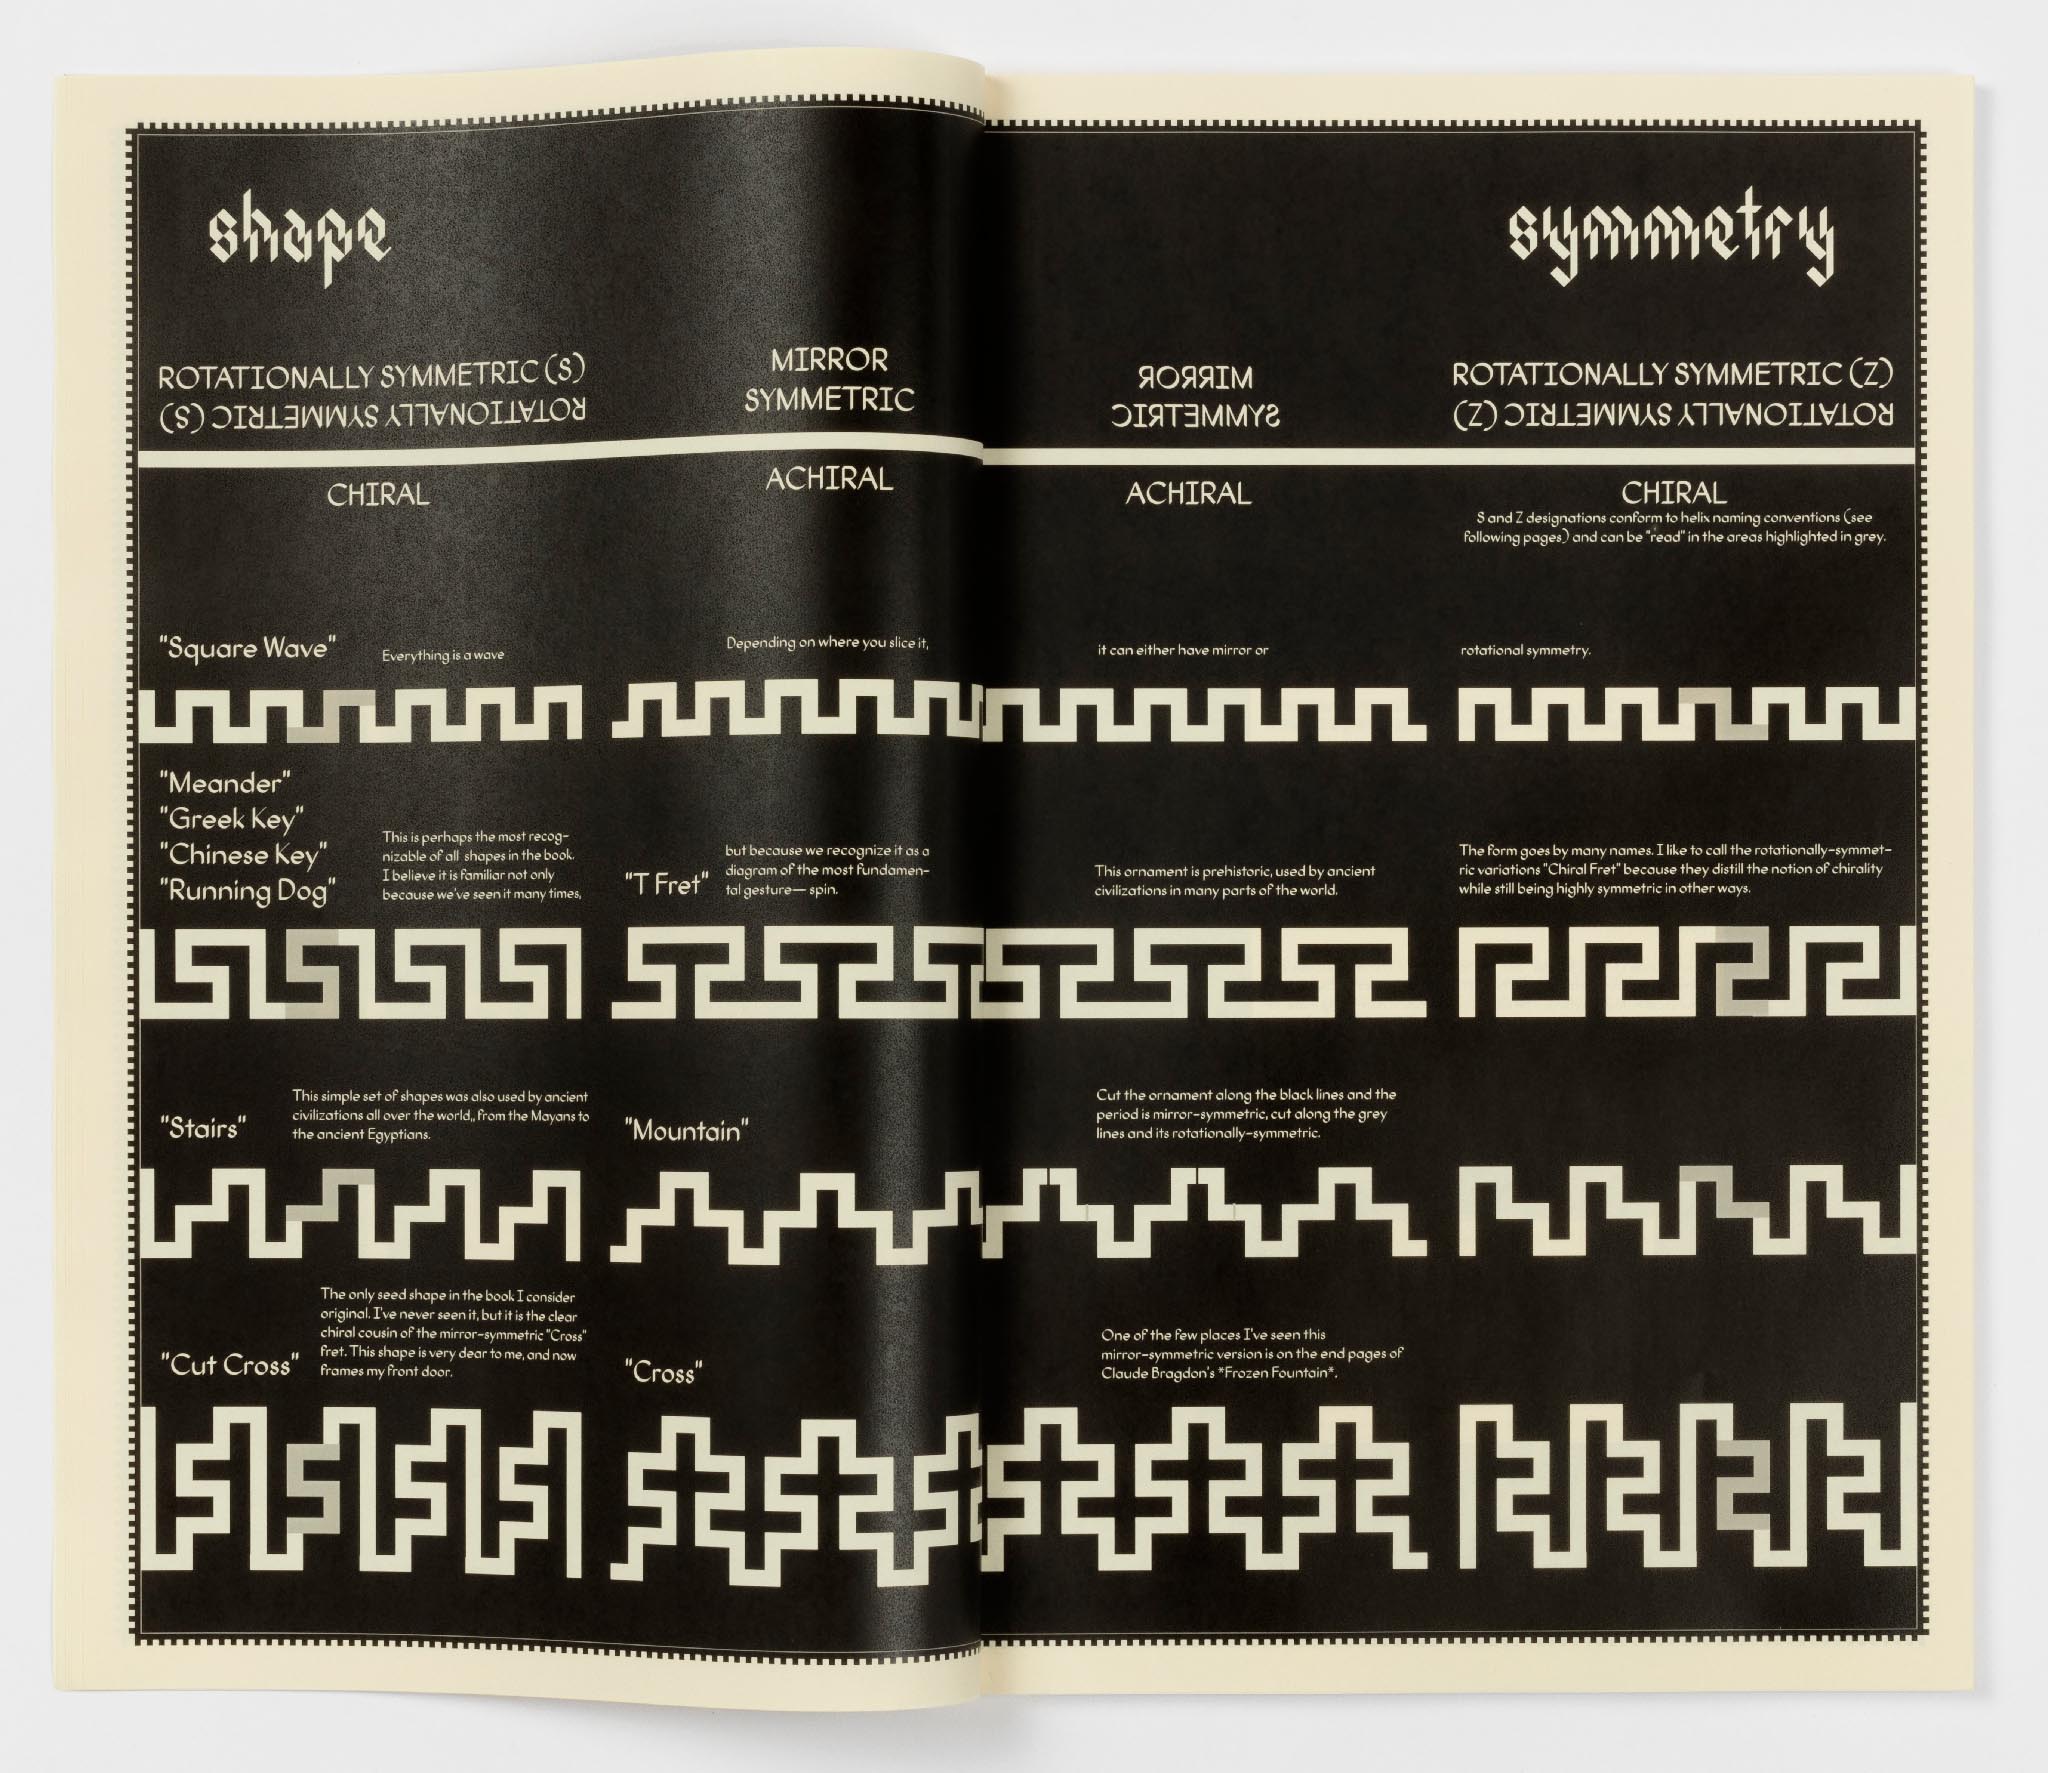 shape
symmetry
ROTATIONALLY SYMMETRIC (S)
ROTATIONALLY SYMMETRIC (S)
MIRROR
SYMMETRIC
MIRROR
SYMMETRIC
ROTATIONALLY SYMMETRIC (Z)
ROTATIONALLY SYMMETRIC (Z)
CHIRAL
ACHIRAL
ACHIRAL
CHIRAL
S and Z designations conform to helix naming conventions (see
following pages) and can be "read" in the areas highlighted in grey.
"Square Wave"
Everything is a wave
Depending on where you slice it,
it can either have mirror or
rotational symmetry.
"Meander"
"Greek Key"
"Chinese Key"
"Running Dog"
This is perhaps the most recog-
nizable of all shapes in the book.
I believe it is familiar not only
because we've seen it many times,
"T Fret"
but because we recognize it as a
diagram of the most fundamen-
tal gesture— spin.
This ornament is prehistoric, used by ancient
civilizations in many parts of the world.
The form goes by many names. I like to call the rotationally-symmet-
ric variations "Chiral Fret" because they distill the notion of chirality
while still being highly symmetric in other ways.
"Stairs"
This simple set of shapes was also used by ancient
civilizations all over the world,, from the Mayans to
the ancient Egyptians.
"Mountain"
Cut the ornament along the black lines and the
period is mirror-symmetric, cut along the grey
lines and its rotationally-symmetric.
"Cut Cross"
The only seed shape in the book I consider
original. I've never seen it, but it is the clear
chiral cousin of the mirror-symmetric "Cross"
fret. This shape is very dear to me, and now
frames my front door.
"Cross"
One of the few places I've seen this
mirror-symmetric version is on the end pages of
Claude Bragdon's *Frozen Fountain*.